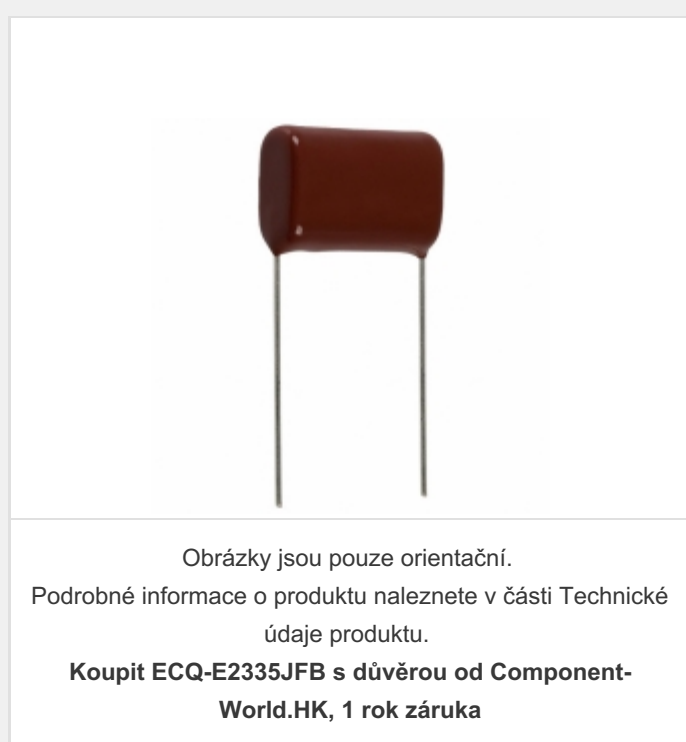 Obrázky jsou pouze orientační.
Podrobné informace o produktu naleznete v části Technické
údaje produktu.
Koupit ECQ-E2335JFB s důvěrou od Component-
World.HK, 1 rok záruka